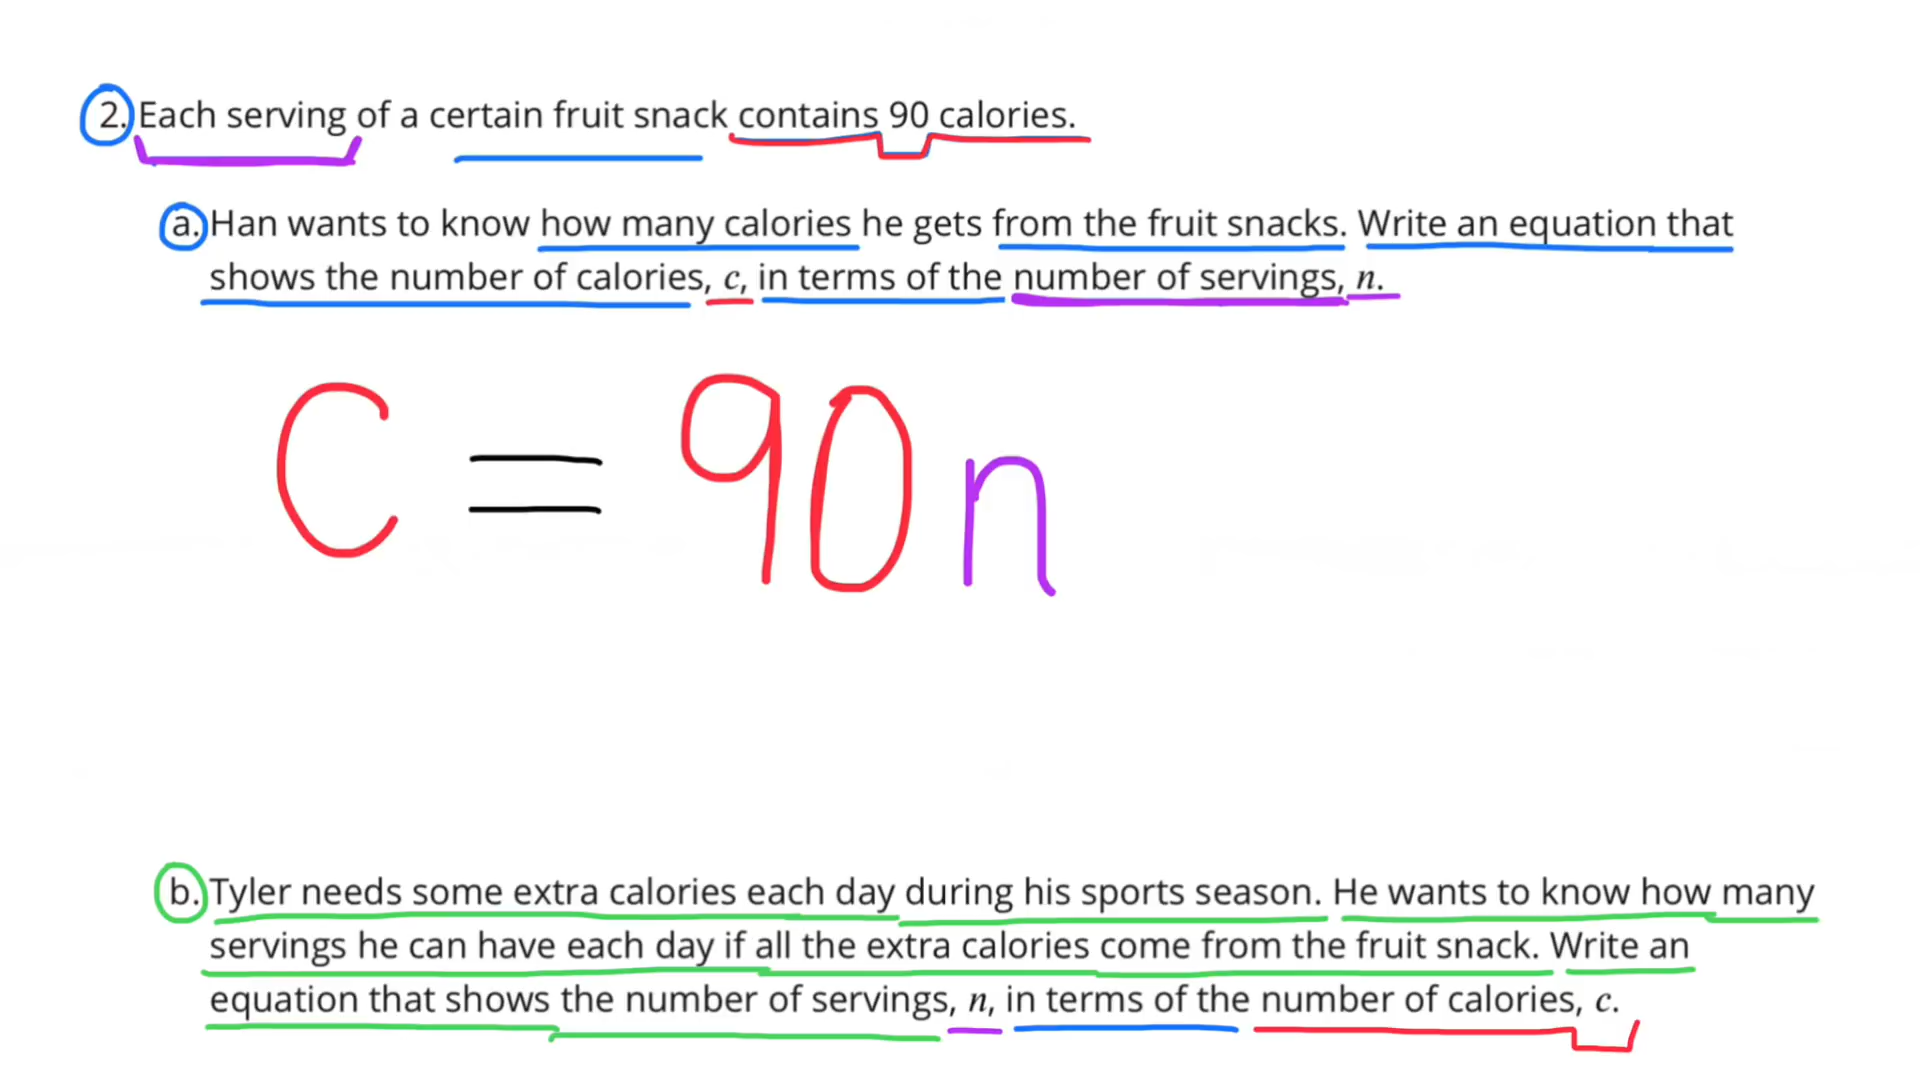 2. Each serving of a certain fruit snack contains 90 calories.
a. Han wants to know how many calories he gets from the fruit snacks. Write an equation that
shows the number of calories, c, in terms of the number of servings, n.
C = 90n
b. Tyler needs some extra calories each day during his sports season. He wants to know how many
servings he can have each day if all the extra calories come from the fruit snack. Write an
equation that shows the number of servings, n, in terms of the number of calories, c.